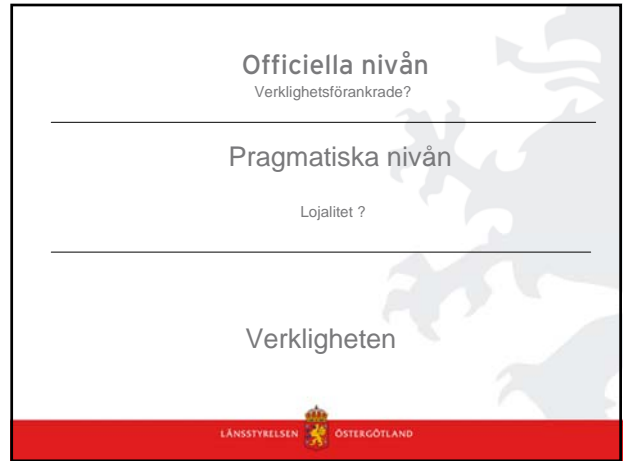 Officiella nivån
Verklighetsförankrade?
Pragmatiska nivån
Lojalitet ?
Verkligheten
LÄNSSTYRELSEN ÖSTERGÖTLAND